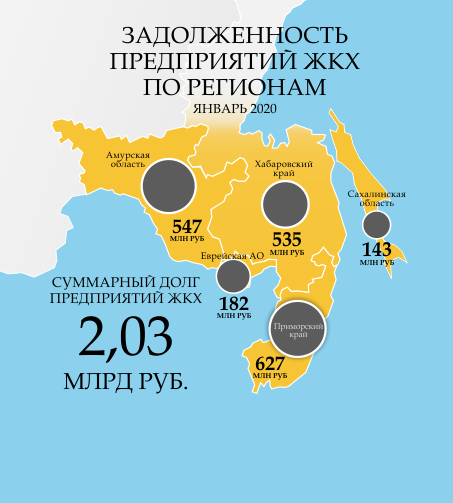 ЗАДОЛЖЕННОСТЬ
ПРЕДПРИЯТИЙ ЖКХ
ПО РЕГИОНАМ
ЯНВАРЬ 2020
Амурская
область
547
МЛН РУБ
Хабаровский
край
535
МЛН РУБ
Сахалинская
область
143
МЛН РУБ
Еврейская АО
182
МЛН РУБ
Приморский
край
627
МЛН РУБ
СУММАРНЫЙ ДОЛГ
ПРЕДПРИЯТИЙ ЖКХ
2,03
МЛРД РУБ.